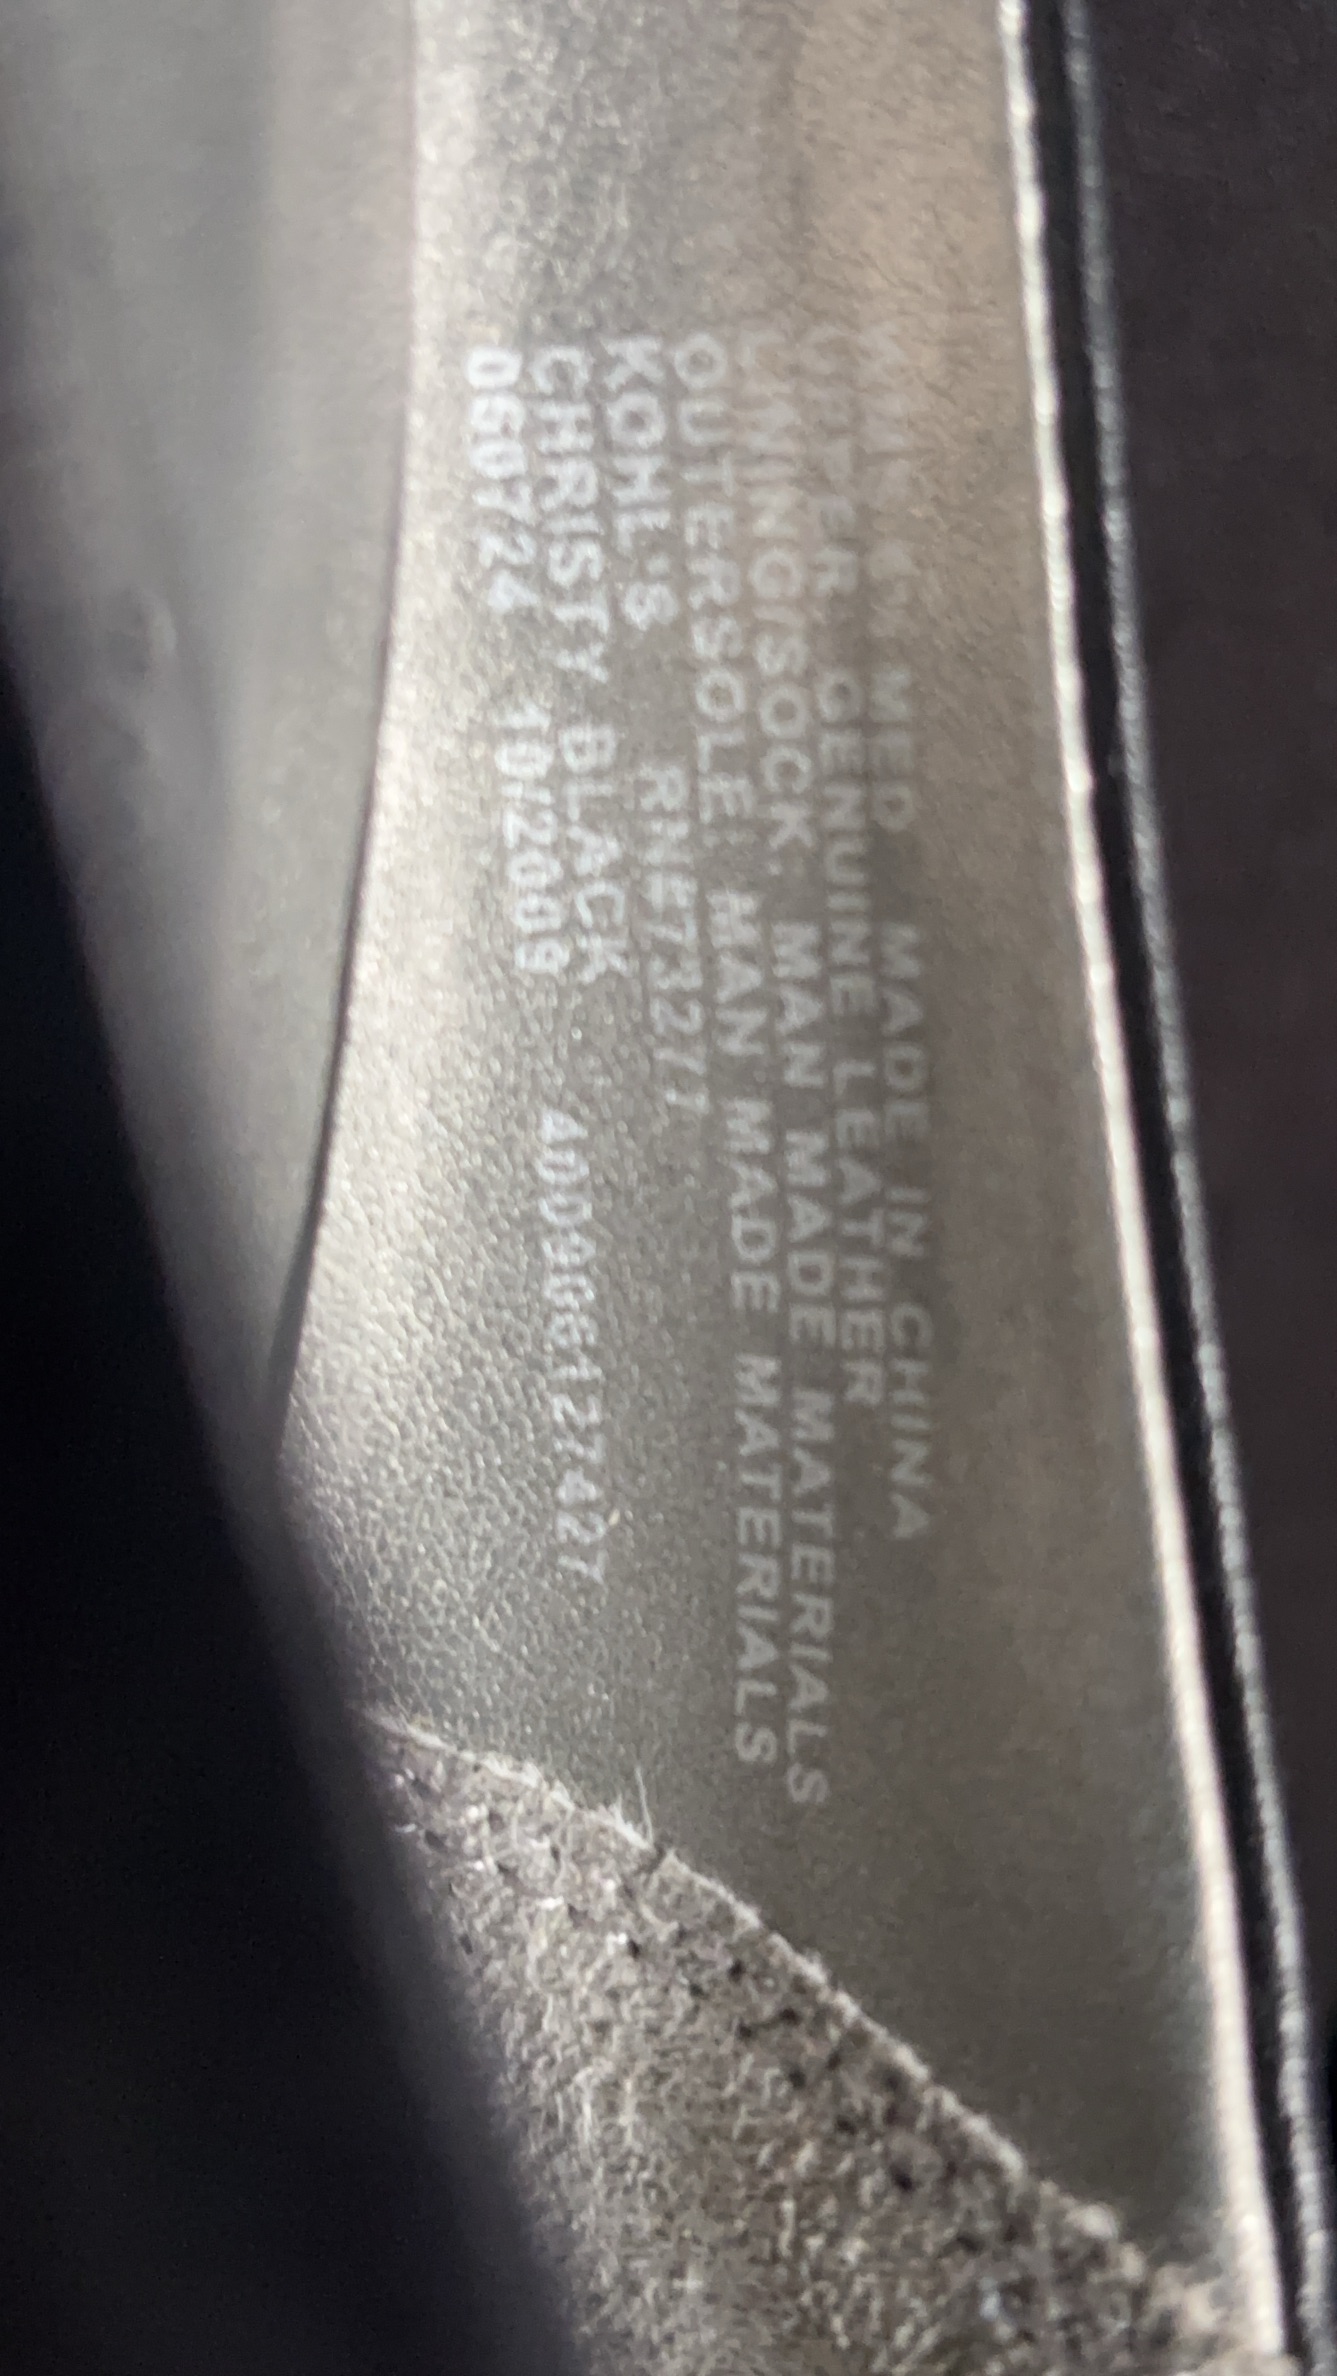 MED MADE IN CHINA
UPPER GENUINE LEATHER
LINING/SOCK: MAN MADE MATERIALS
OUTERSOLE: MAN MADE MATERIALS
KOHL'S RN#73277
CHRISTY BLACK
060724 10/2009 400906127427